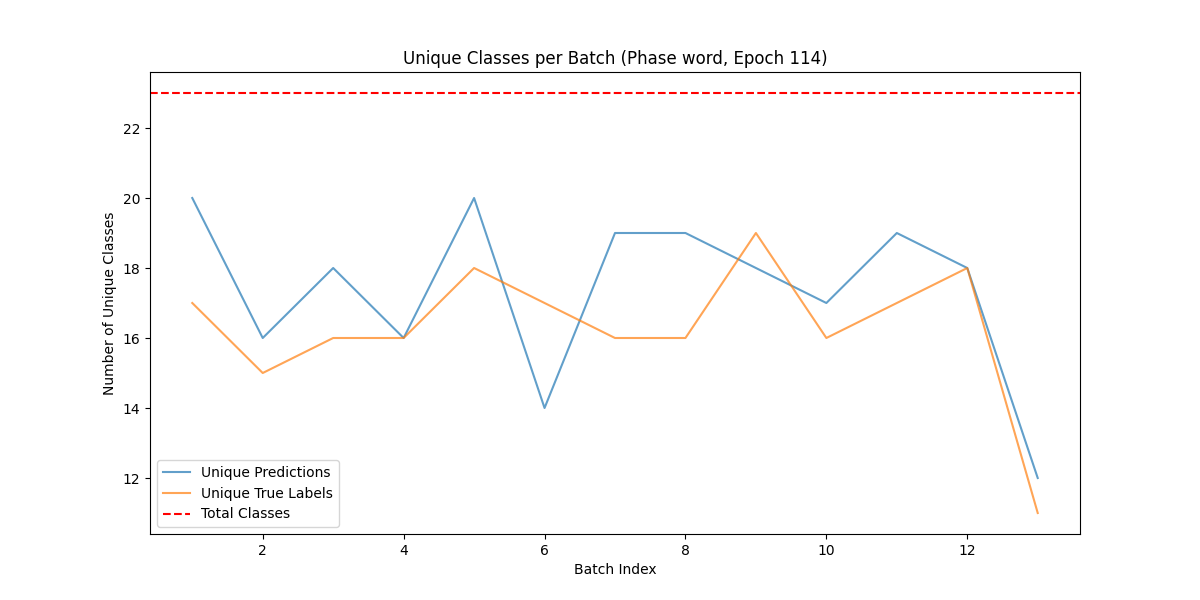 Unique Classes per Batch (Phase word, Epoch 114)
Number of Unique Classes
22
20
18
16
14
12
Unique Predictions
Unique True Labels
Total Classes
2
4
6
8
10
12
Batch Index